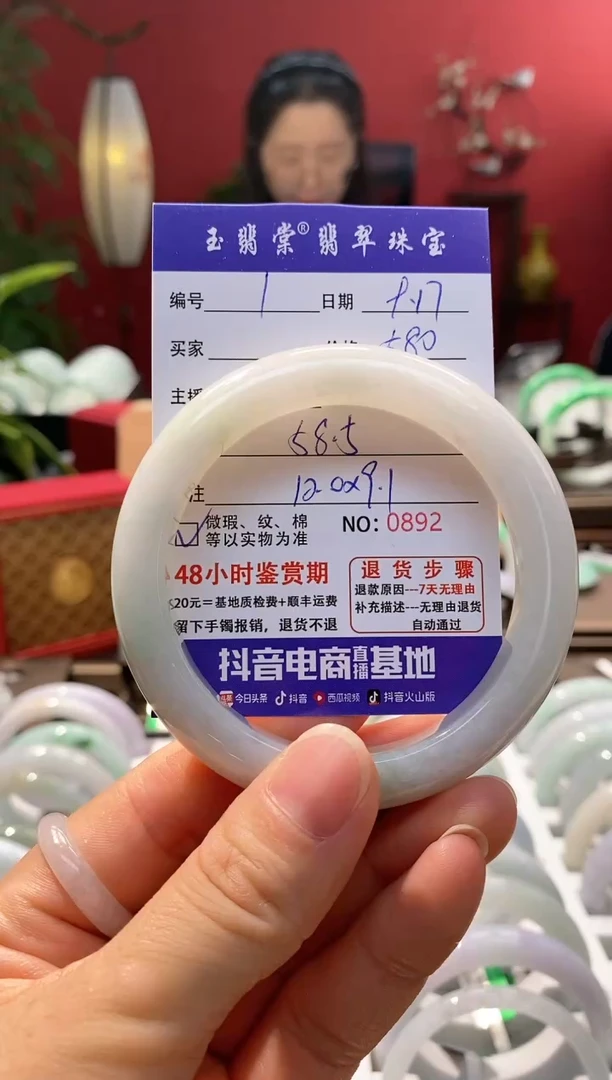 玉翡棠®翡翠珠宝
编号 1 日期 9.17
买家 580
主播
58.5
注 12.0x9.1
微瑕、纹、棉
等以实物为准
NO: 0892
48小时鉴赏期
20元=基地质检费+顺丰运费
留下手镯报销，退货不退
退货步骤
退款原因---7天无理由
补充描述---无理由退货
自动通过
抖音电商直播基地
头条 今日头条 抖音 西瓜视频 抖音火山版